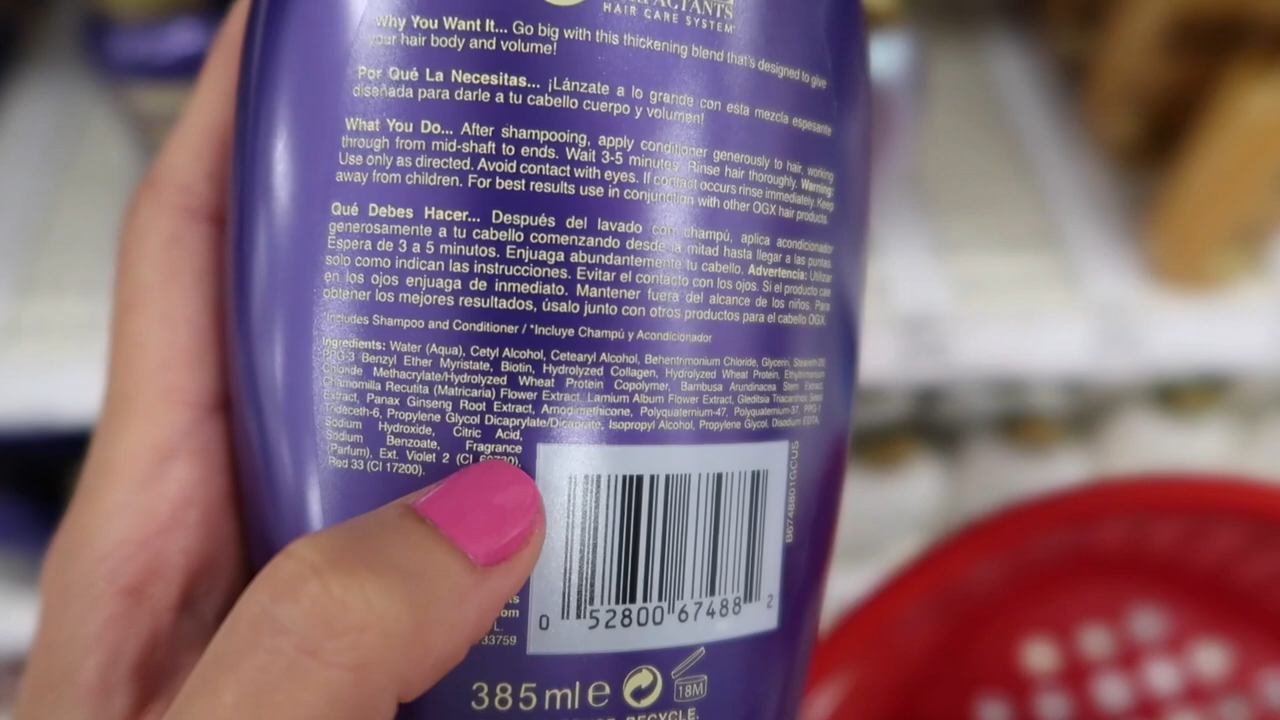 HAIR CARE SYSTEM
Why You Want It... Go big with this thickening blend that's designed to give
your hair body and volume!
Por Qué La Necesitas... ¡Lánzate a lo grande con esta mezcla espesante
diseñada para darle a tu cabello cuerpo y volumen!
What You Do... After shampooing, apply conditioner generously to hair, working
through from mid-shaft to ends. Wait 3-5 minutes. Rinse hair thoroughly. Warning:
Use only as directed. Avoid contact with eyes. If contact occurs rinse immediately. Keep
away from children. For best results use in conjunction with other OGX hair products.
Qué Debes Hacer... Después del lavado con champú, aplica acondicionador
generosamente a tu cabello comenzando desde la mitad hasta llegar a las puntas.
Espera de 3 a 5 minutos. Enjuaga abundantemente tu cabello. Advertencia: Utilizar
solo como indican las instrucciones. Evitar el contacto con los ojos. Si el producto cae
en los ojos enjuaga de inmediato. Mantener fuera del alcance de los niños. Para
obtener los mejores resultados, úsalo junto con otros productos para el cabello OGX.
*Includes Shampoo and Conditioner / *Incluye Champú y Acondicionador
Ingredients: Water (Aqua), Cetyl Alcohol, Cetearyl Alcohol, Behentrimonium Chloride, Glycerin,
PPG-3 Benzyl Ether Myristate, Biotin, Hydrolyzed Collagen, Hydrolyzed Wheat Protein, Ethyltrimonium
Chloride Methacrylate/Hydrolyzed Wheat Protein Copolymer, Bambusa Arundinacea Stem Extract,
Chamomilla Recutita (Matricaria) Flower Extract, Lamium Album Flower Extract, Gleditsia Triacanthos Seed
Extract, Panax Ginseng Root Extract, Amodimethicone, Polyquaternium-47, Polyquaternium-37, PPG-1
Trideceth-6, Propylene Glycol Dicaprylate/Dicaprate, Isopropyl Alcohol, Propylene Glycol, Disodium EDTA,
Sodium Hydroxide, Citric Acid,
Sodium Benzoate, Fragrance
(Parfum), Ext. Violet 2 (CI
Red 33 (CI 17200).
B6748801GCUS
0 52800 67488 2
L.
33759
385ml e 18M
RECYCLE.